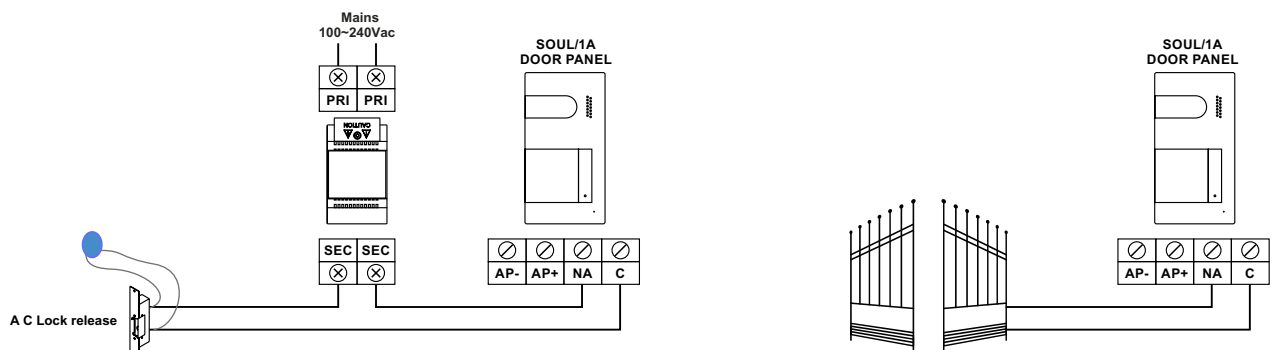 Mains
100~240Vac
SOUL/1A
DOOR PANEL
PRI PRI
CAUTION
SEC SEC
AP- AP+ NA C
A C Lock release
SOUL/1A
DOOR PANEL
AP- AP+ NA C